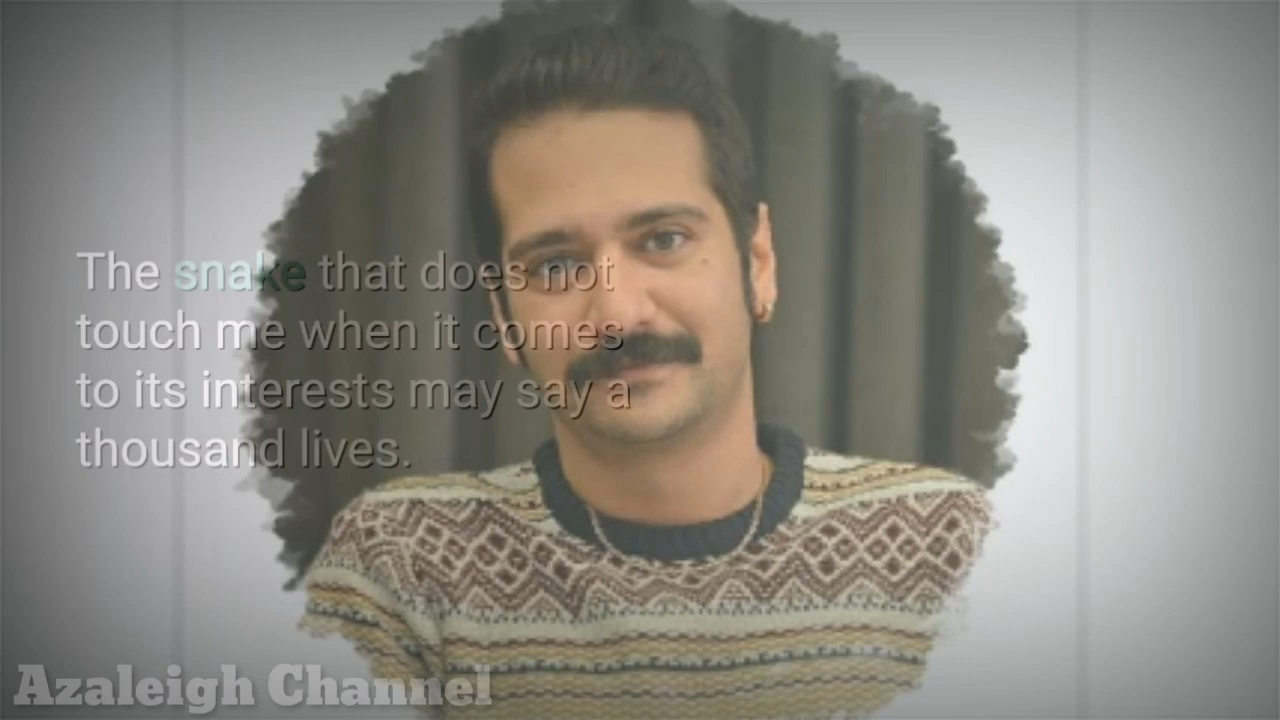 The snake that does not
touch me when it comes
to its interests may say a
thousand lives.
Azaleigh Channel